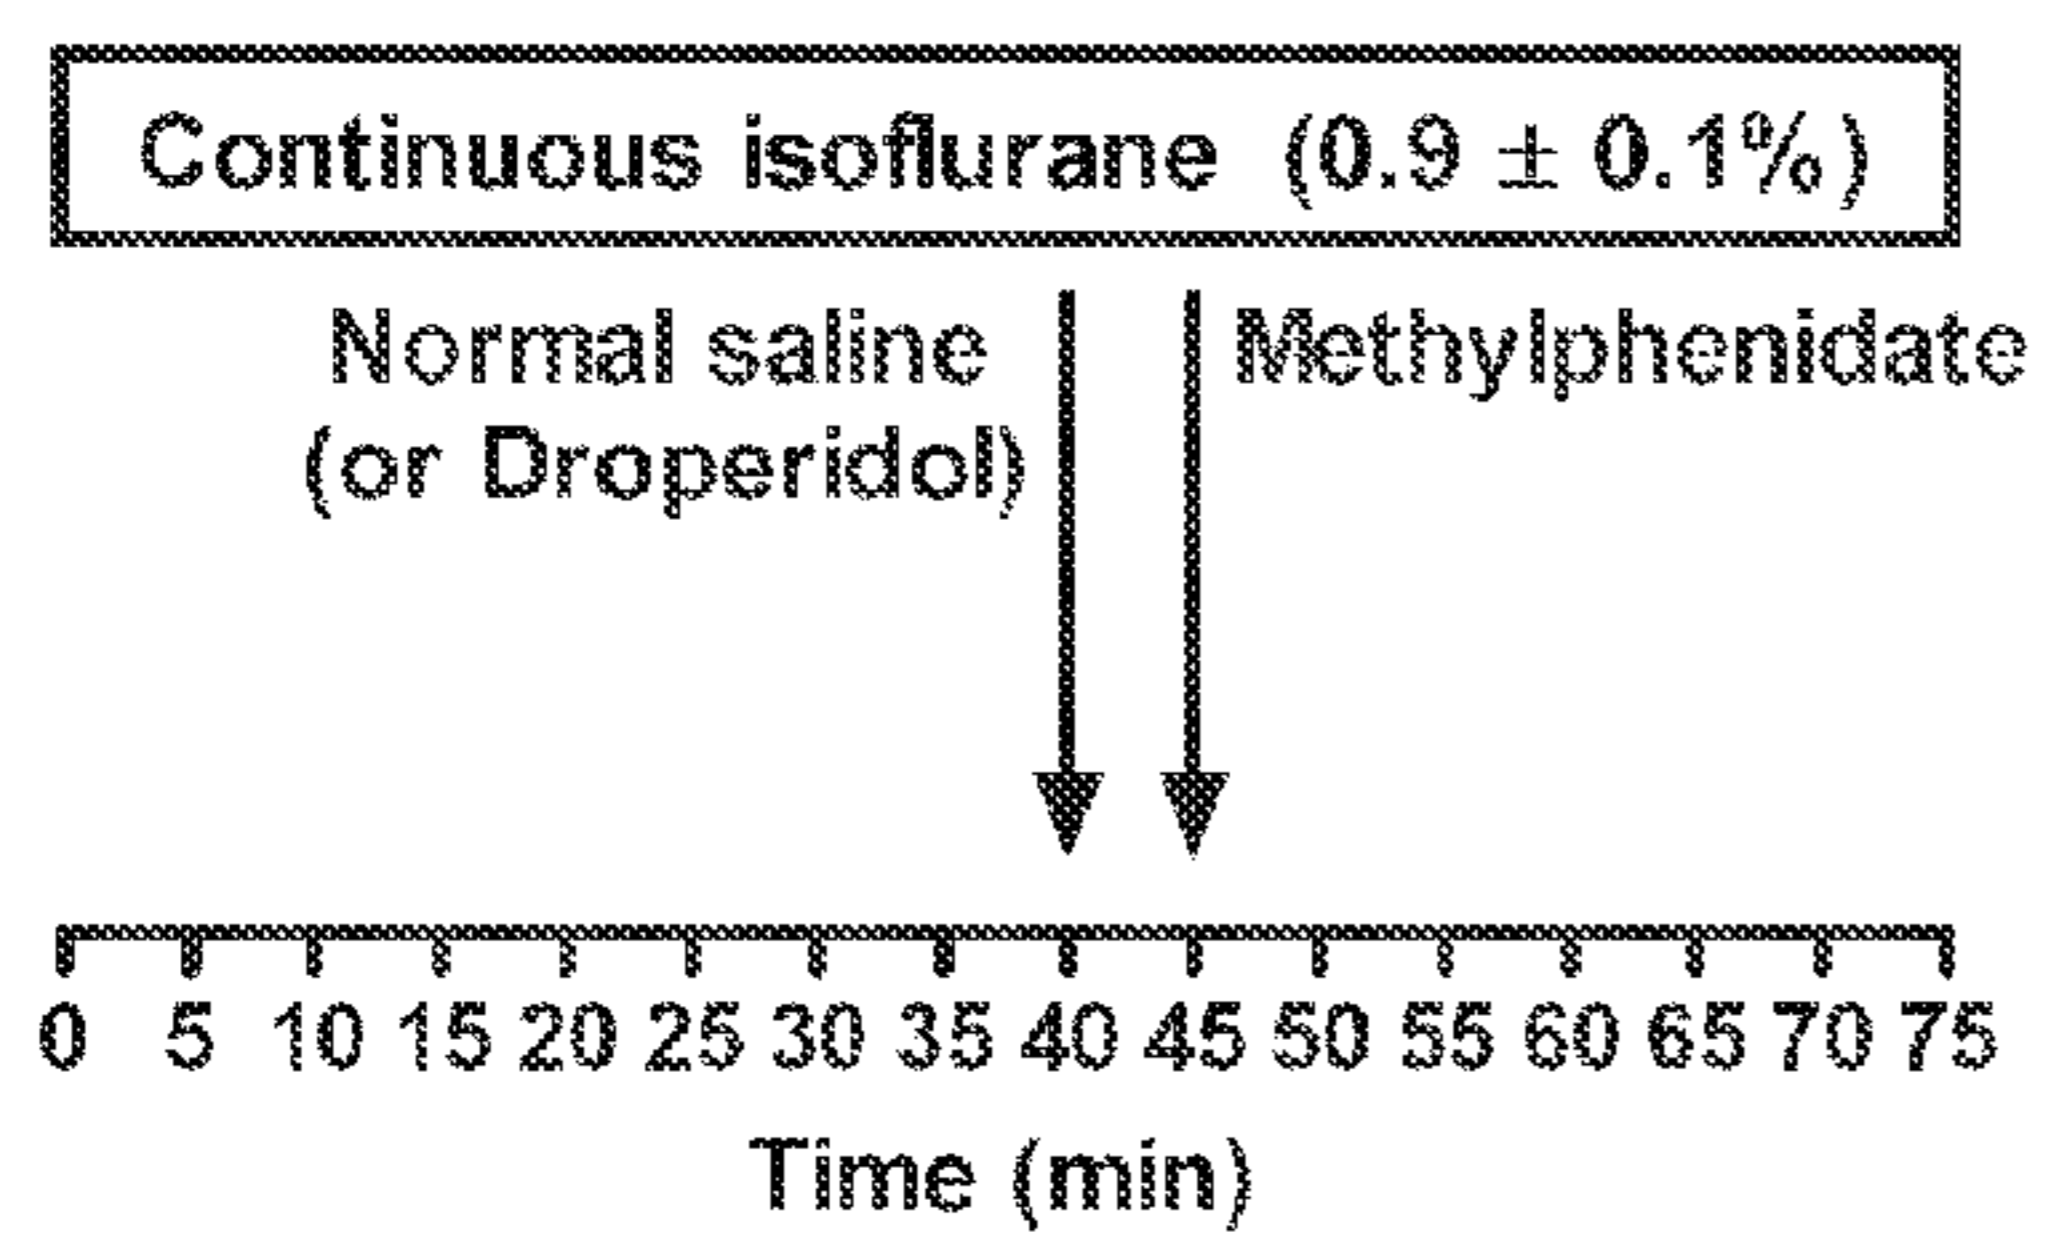 Continuous isoflurane (0.9 ± 0.1%)
Normal saline
(or Droperidol)
Methylphenidate
0 5 10 15 20 25 30 35 40 45 50 55 60 65 70 75
Time (min)